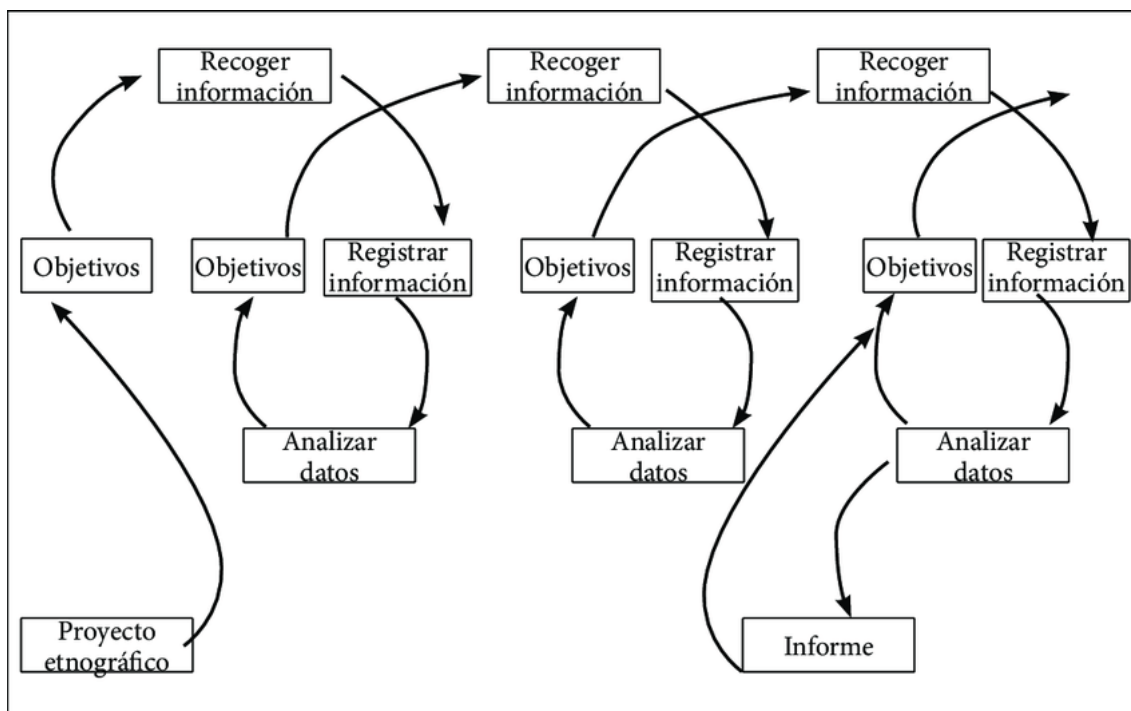 Recoger
información
Recoger
información
Recoger
información
Objetivos
Objetivos
Registrar
información
Objetivos
Registrar
información
Objetivos
Registrar
información
Analizar
datos
Analizar
datos
Analizar
datos
Proyecto
etnográfico
Informe